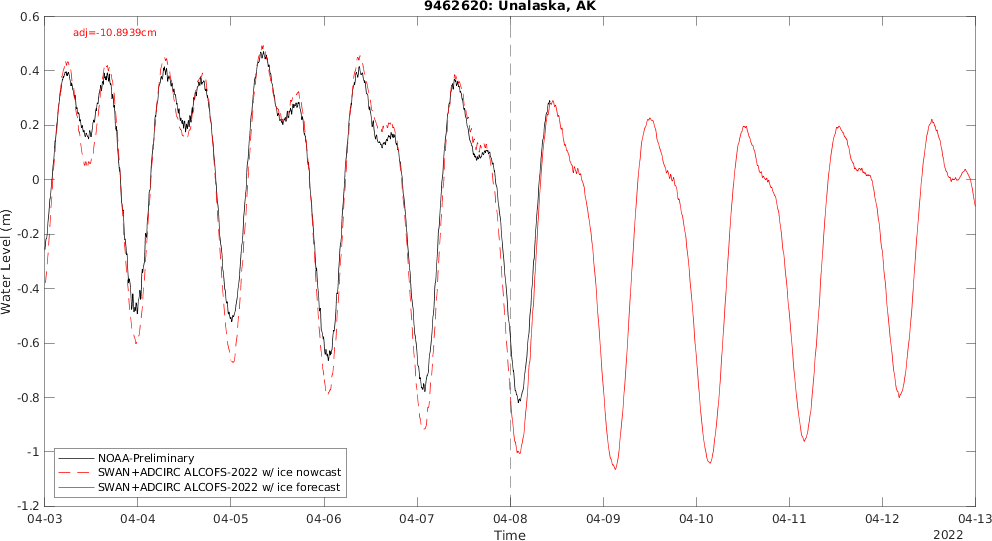 9462620: Unalaska, AK
adj=-10.8939cm
0.6
0.4
0.2
0
-0.2
-0.4
-0.6
-0.8
-1
-1.2
Water Level (m)
NOAA-Preliminary
SWAN+ADCIRC ALCOFS-2022 w/ ice nowcast
SWAN+ADCIRC ALCOFS-2022 w/ ice forecast
04-03 04-04 04-05 04-06 04-07 04-08 04-09 04-10 04-11 04-12 04-13
Time
2022